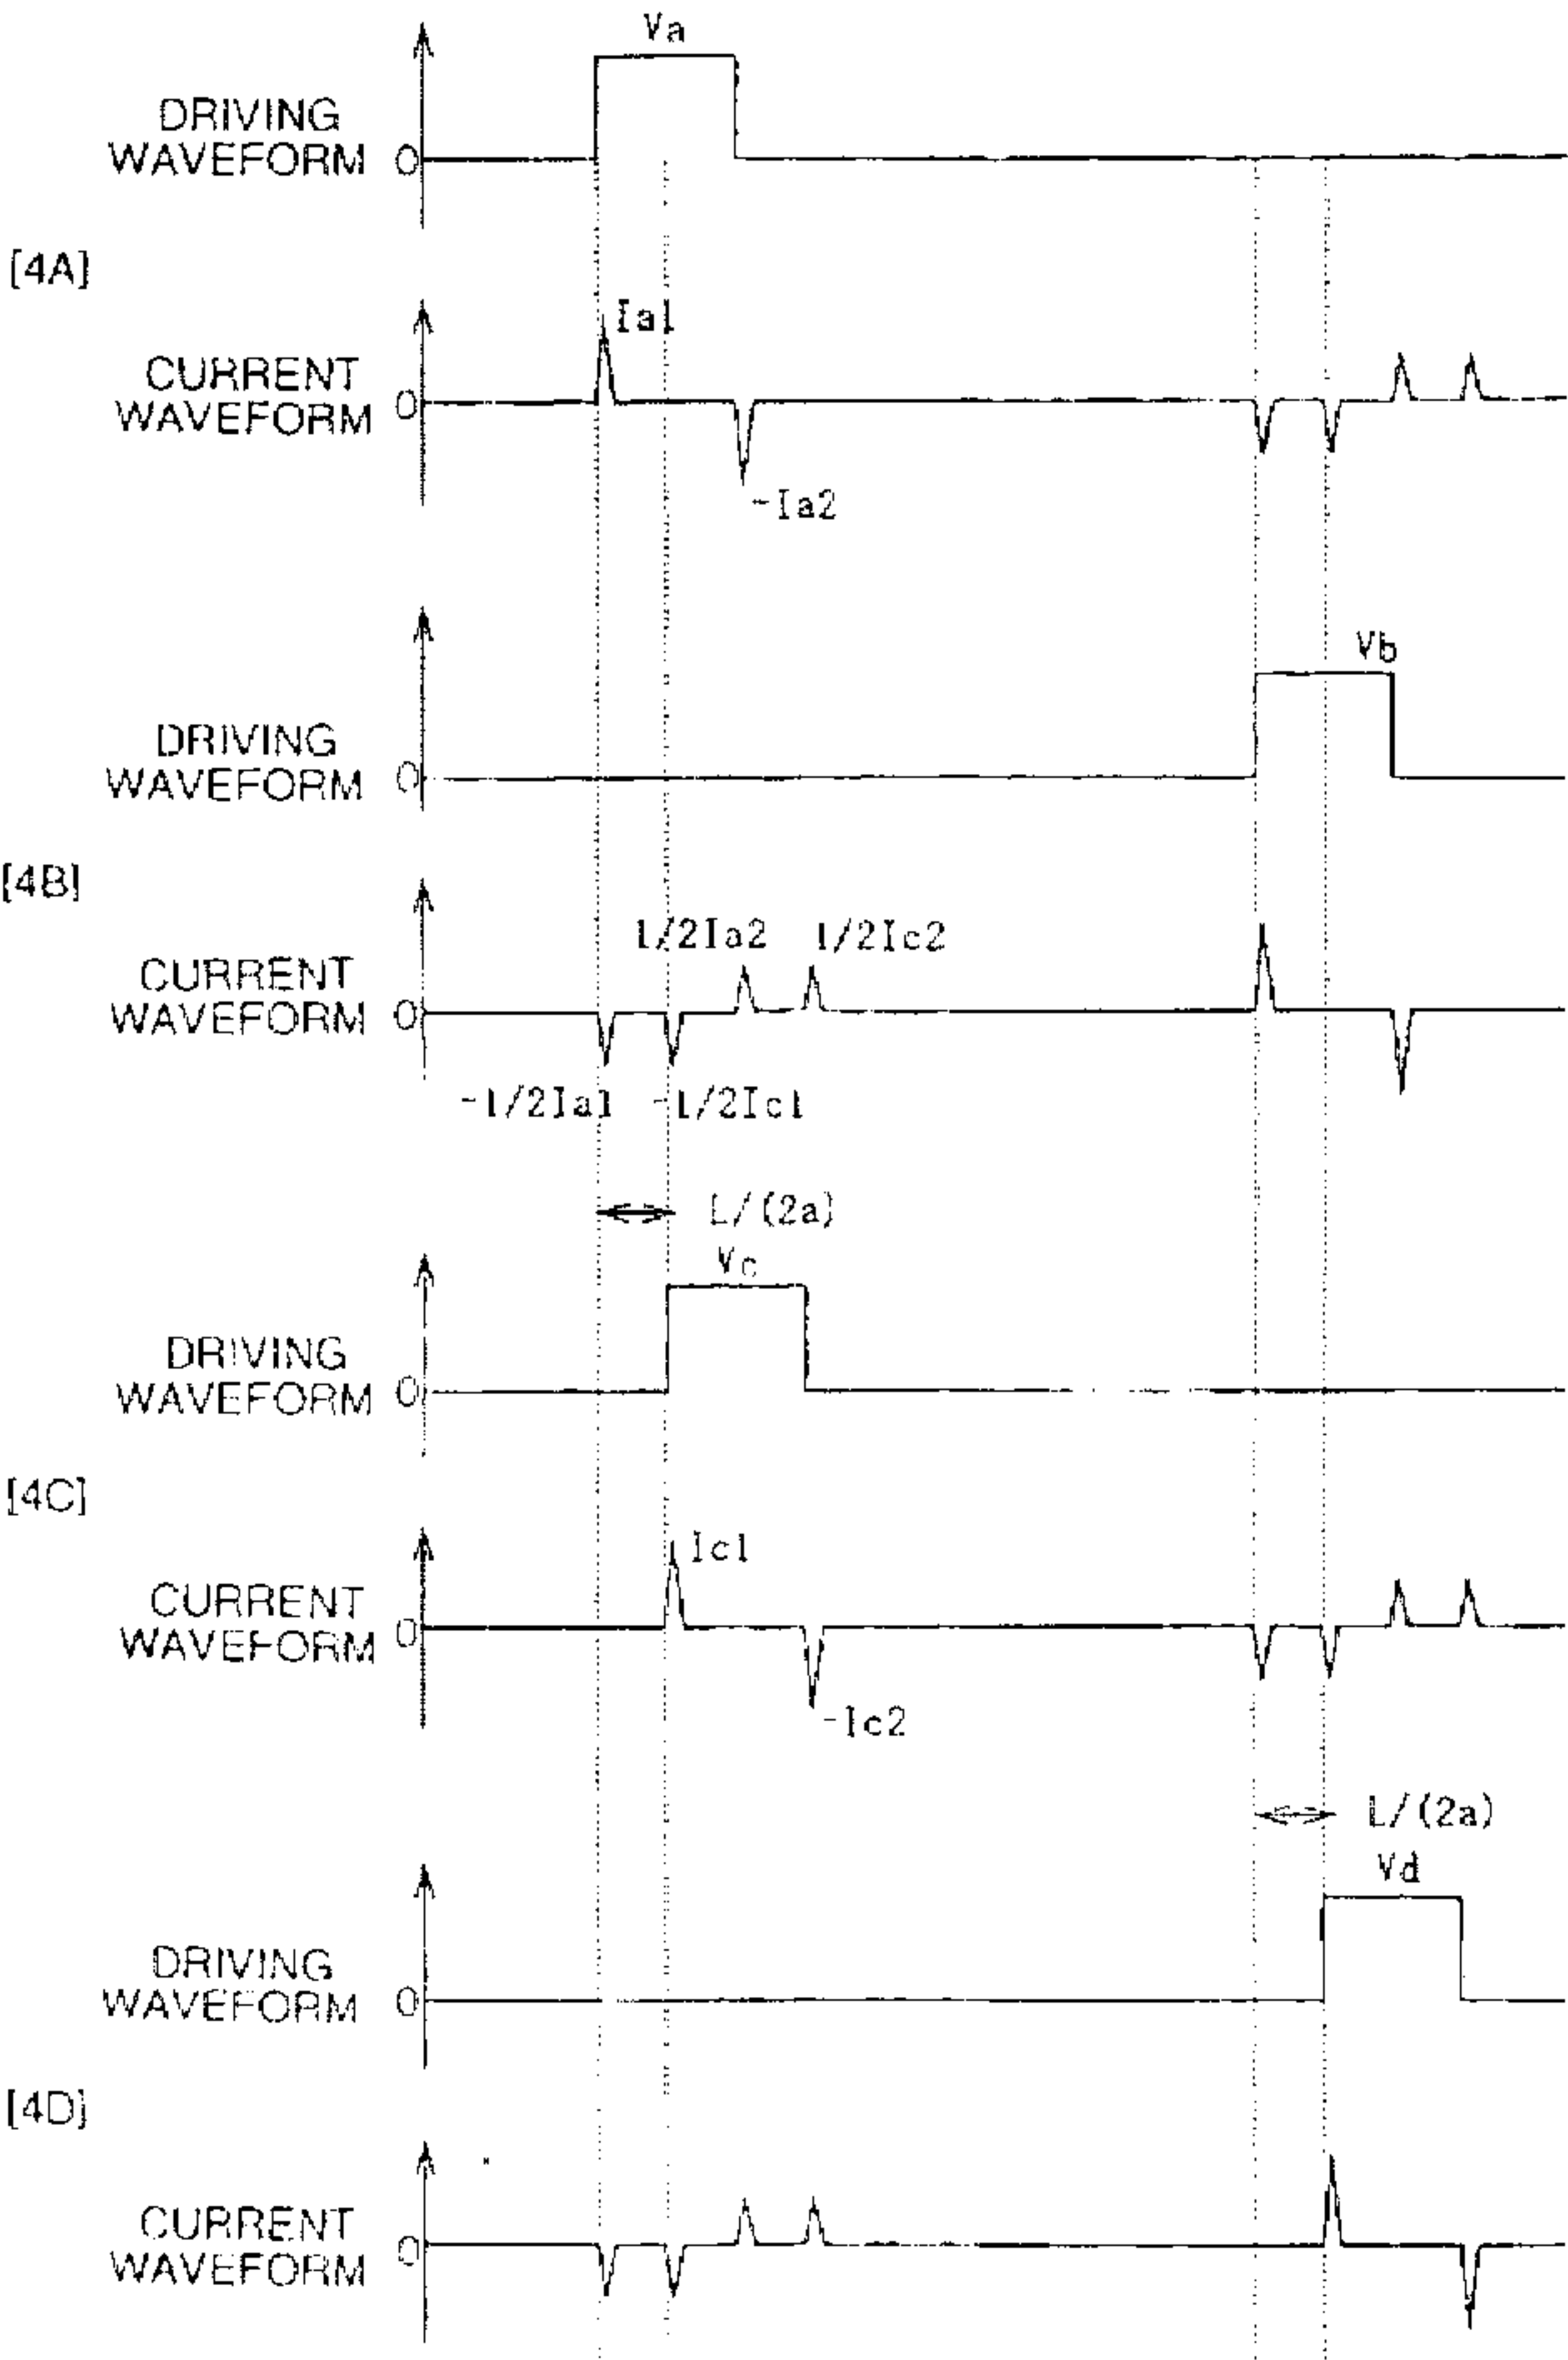 Va
DRIVING
WAVEFORM 0
[4A]
Ia1
CURRENT
WAVEFORM 0
-Ia2
Vb
DRIVING
WAVEFORM 0
[4B]
1/2Ia2 1/2Ic2
CURRENT
WAVEFORM 0
-1/2Ia1 -1/2Ic1
L/(2a)
Vc
DRIVING
WAVEFORM 0
[4C]
Ic1
CURRENT
WAVEFORM 0
-Ic2
L/(2a)
Vd
DRIVING
WAVEFORM 0
[4D]
CURRENT
WAVEFORM 0